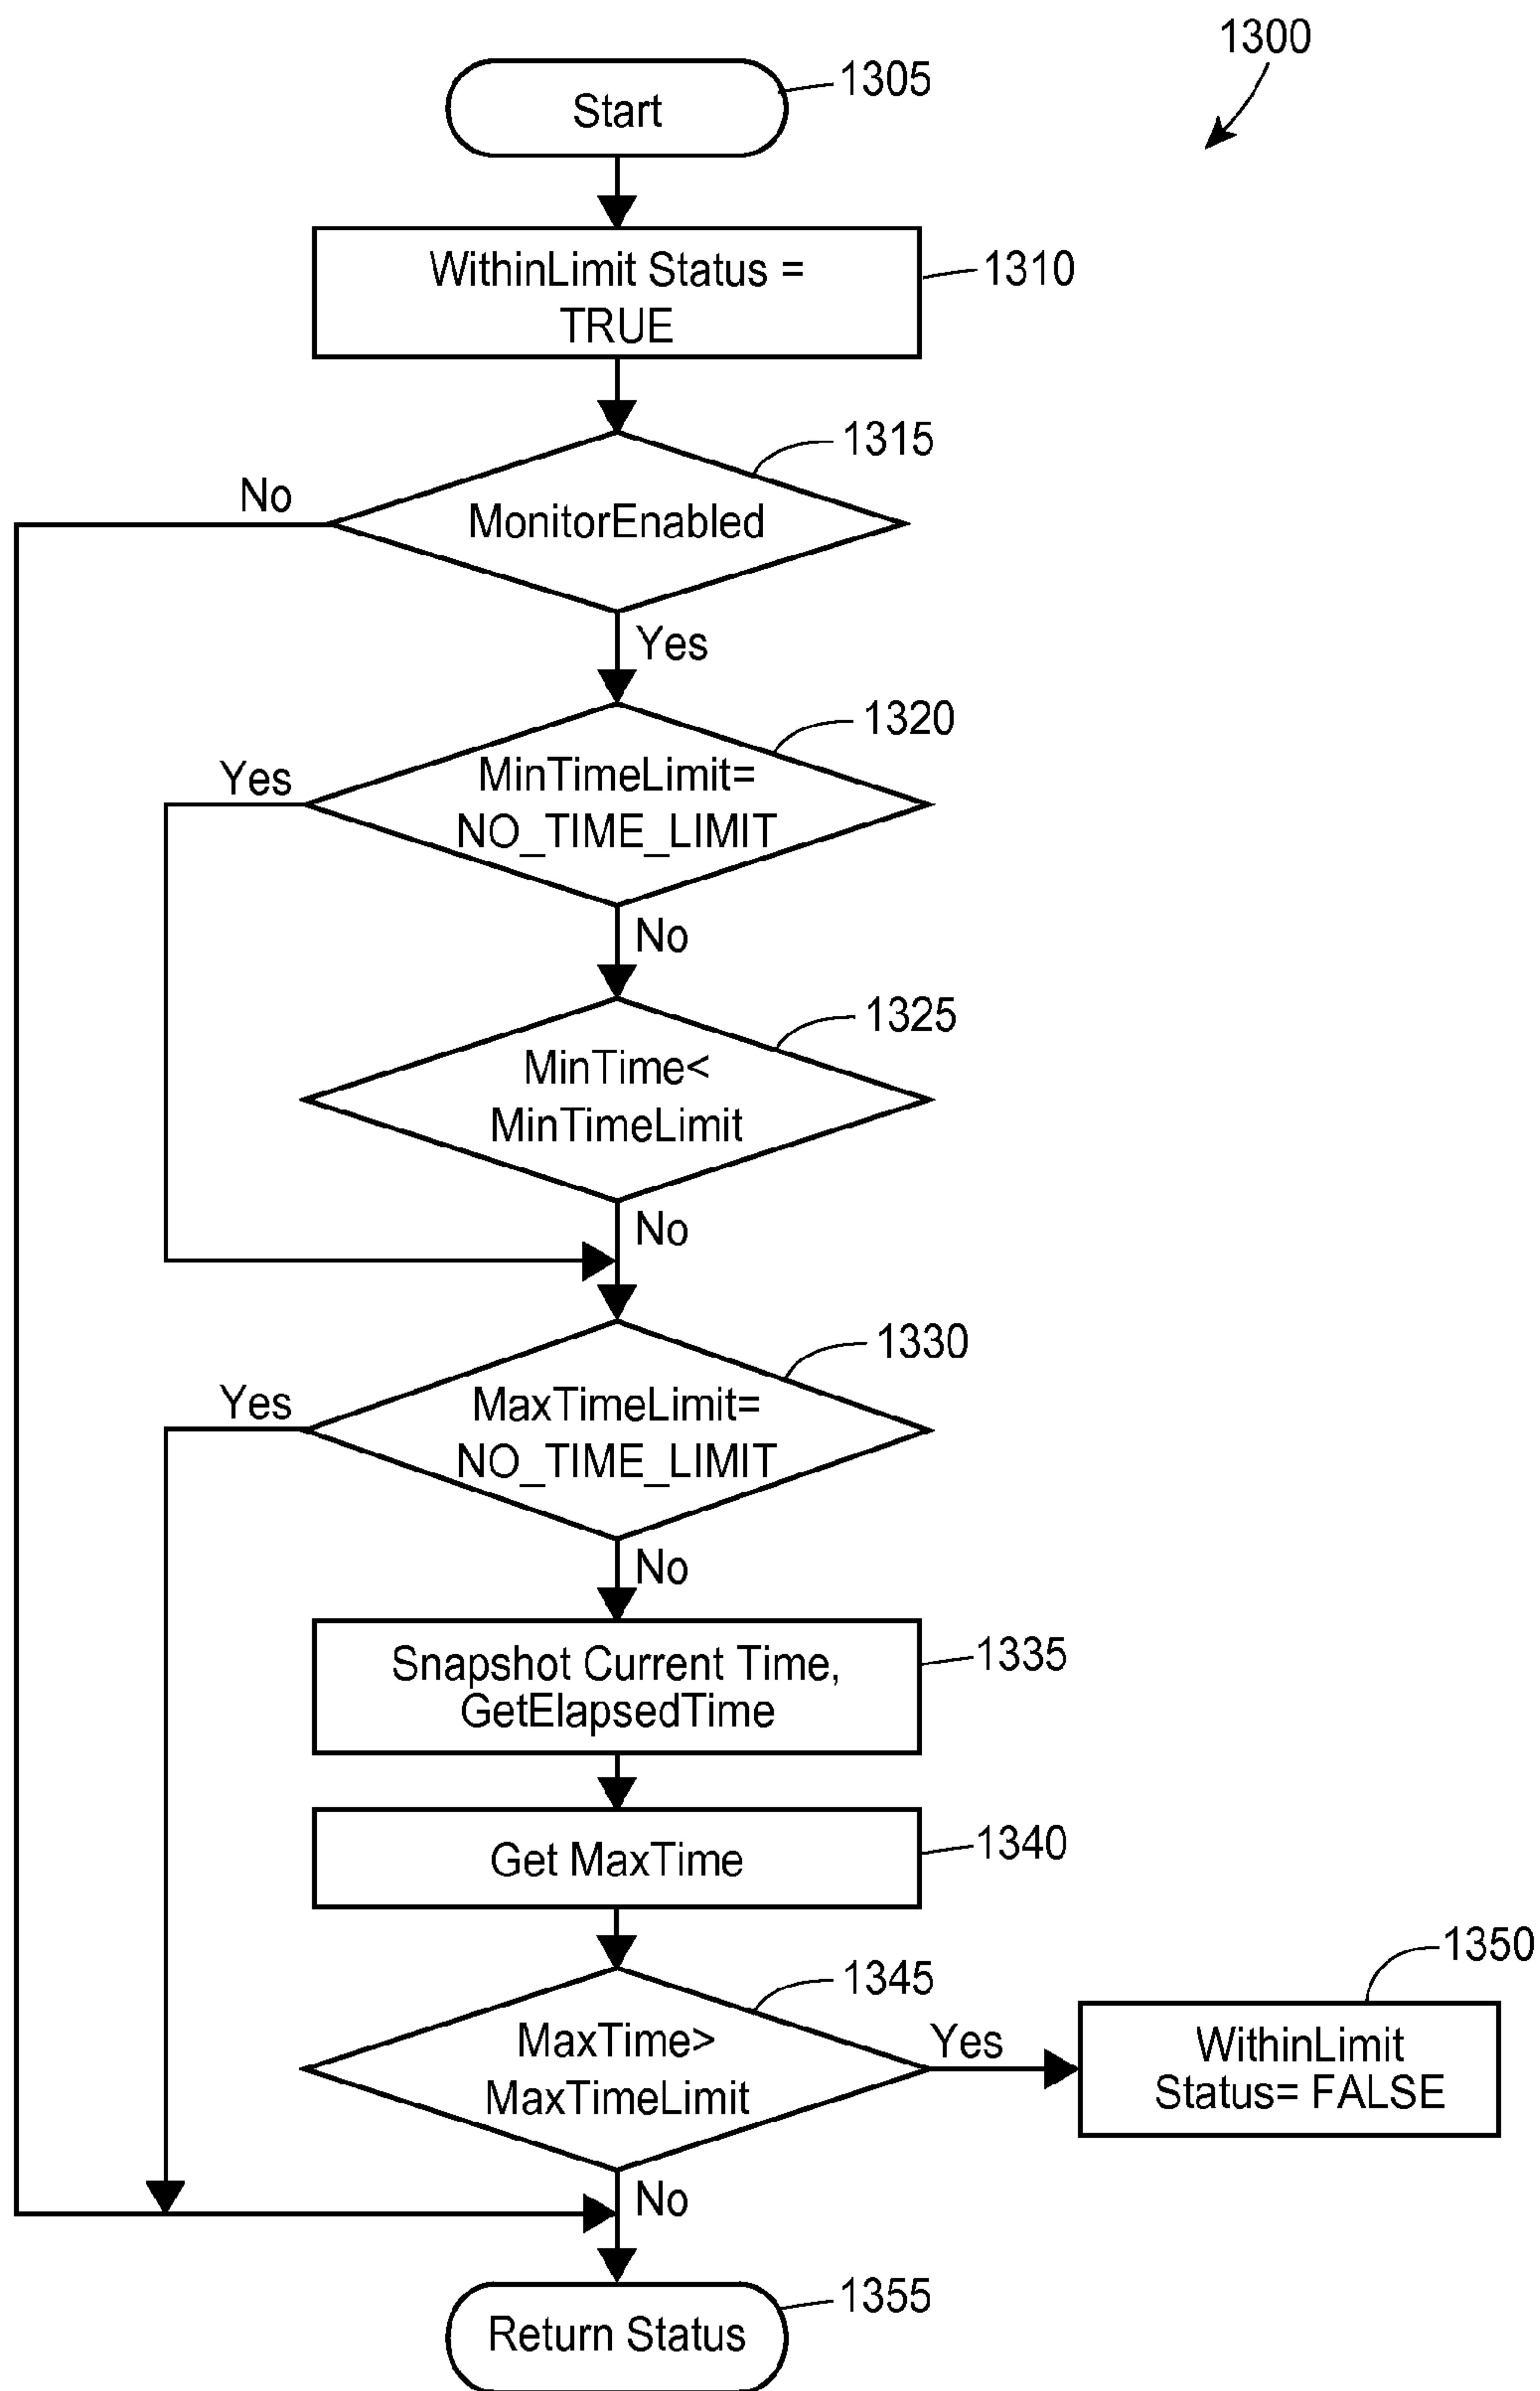 1300
Start
1305
WithinLimit Status =
TRUE
1310
1315
No
MonitorEnabled
Yes
1320
Yes
MinTimeLimit=
NO_TIME_LIMIT
No
1325
MinTime<
MinTimeLimit
No
1330
Yes
MaxTimeLimit=
NO_TIME_LIMIT
No
Snapshot Current Time,
GetElapsedTime
1335
Get MaxTime
1340
1345
MaxTime>
MaxTimeLimit
Yes
1350
WithinLimit
Status= FALSE
No
1355
Return Status